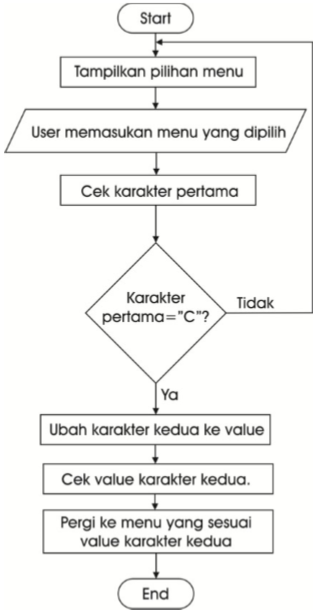 Start
Tampilkan pilihan menu
User memasukan menu yang dipilih
Cek karakter pertama
Karakter
pertama="C"?
Tidak
Ya
Ubah karakter kedua ke value
Cek value karakter kedua.
Pergi ke menu yang sesuai
value karakter kedua
End